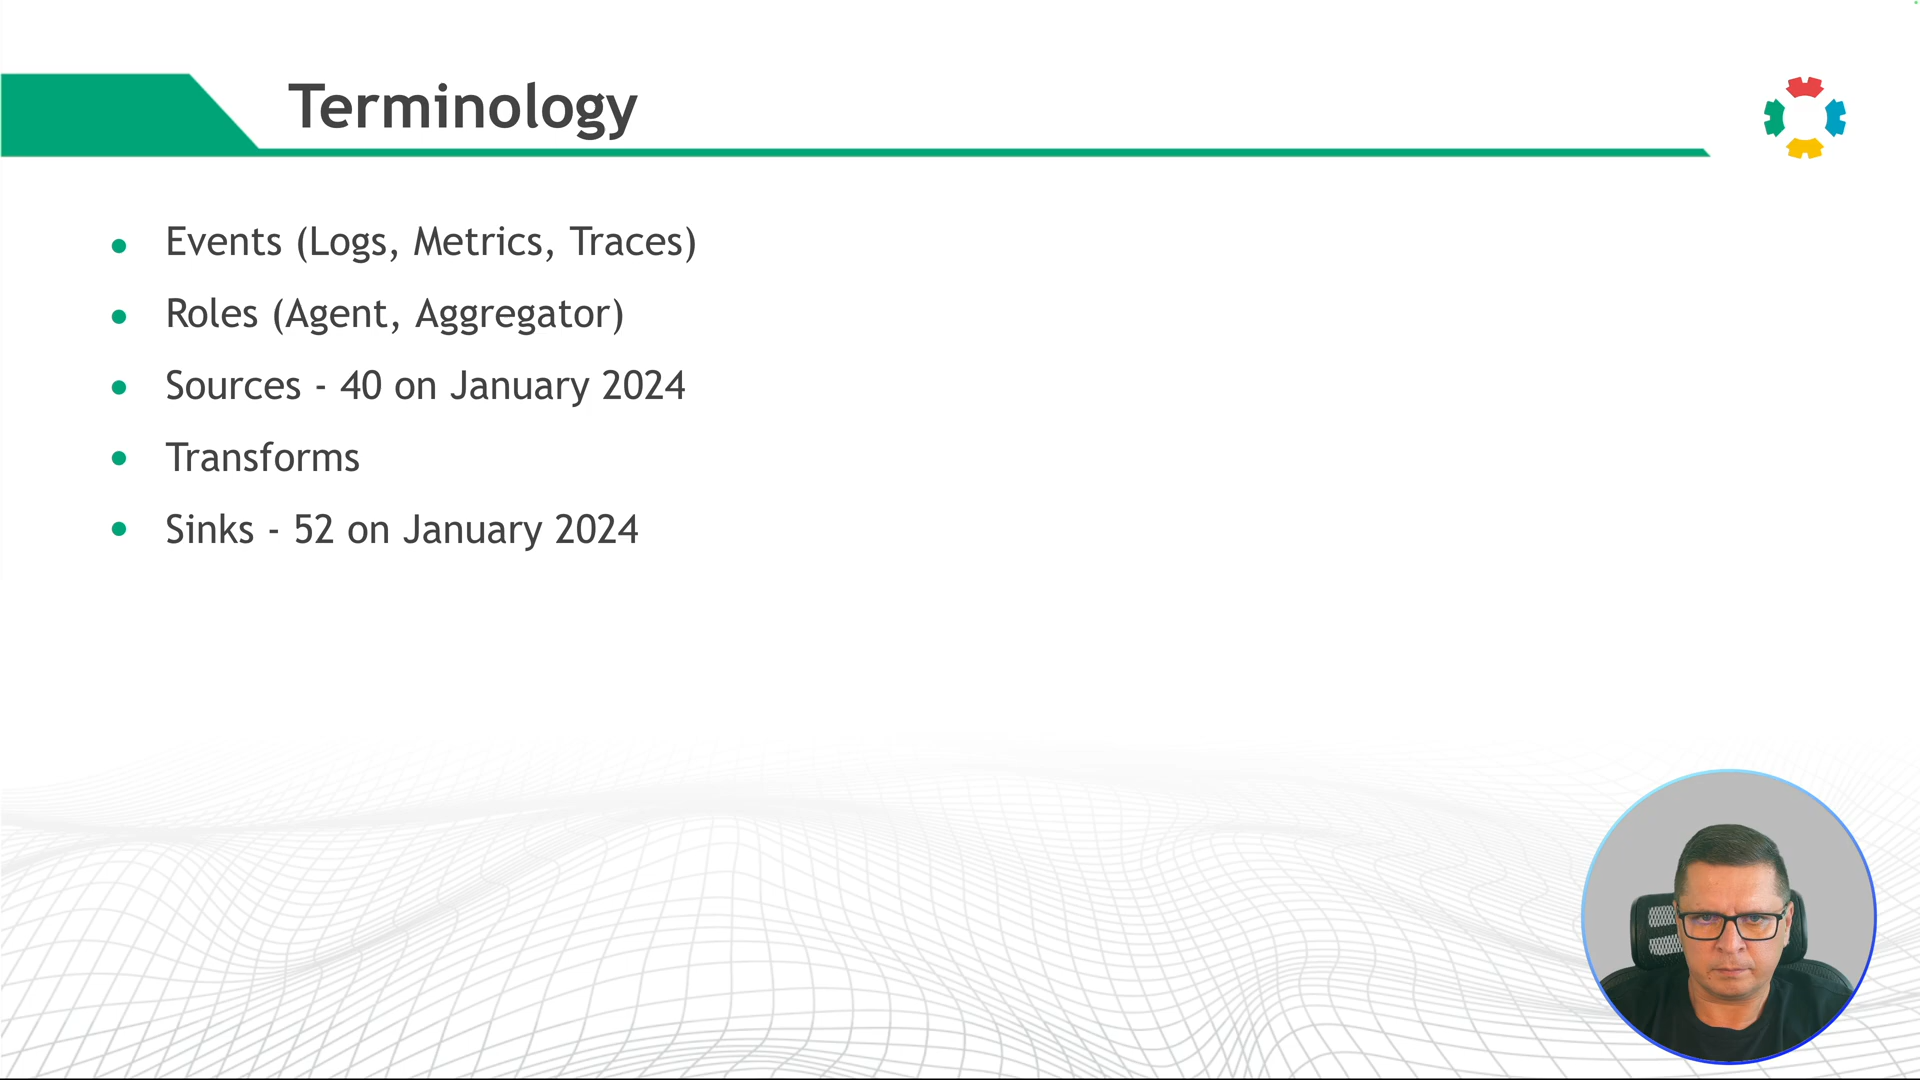 Terminology
Events (Logs, Metrics, Traces)
Roles (Agent, Aggregator)
Sources - 40 on January 2024
Transforms
Sinks - 52 on January 2024